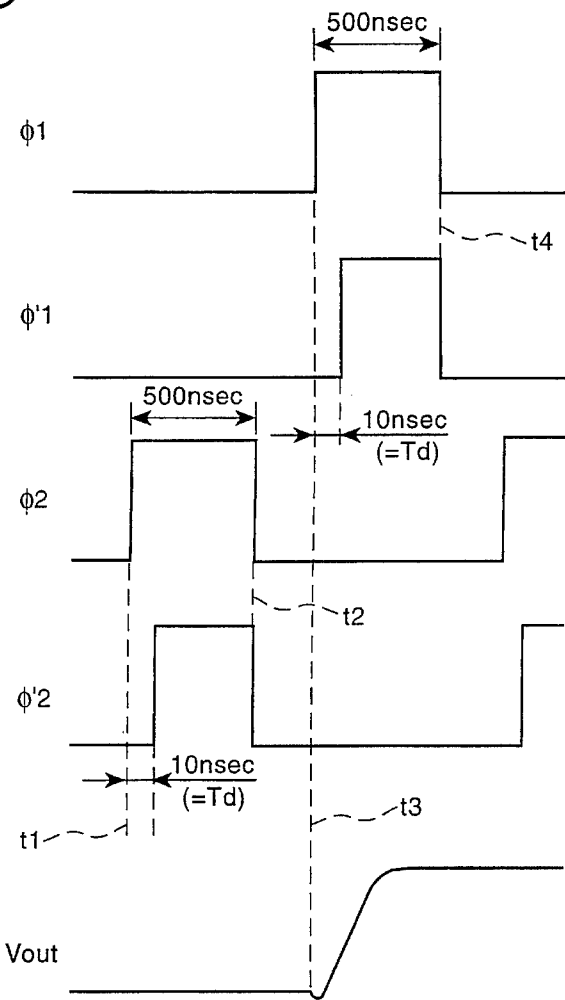 500nsec
φ1
t4
φ'1
500nsec
10nsec
(=Td)
φ2
t2
φ'2
10nsec
(=Td)
t3
t1
Vout